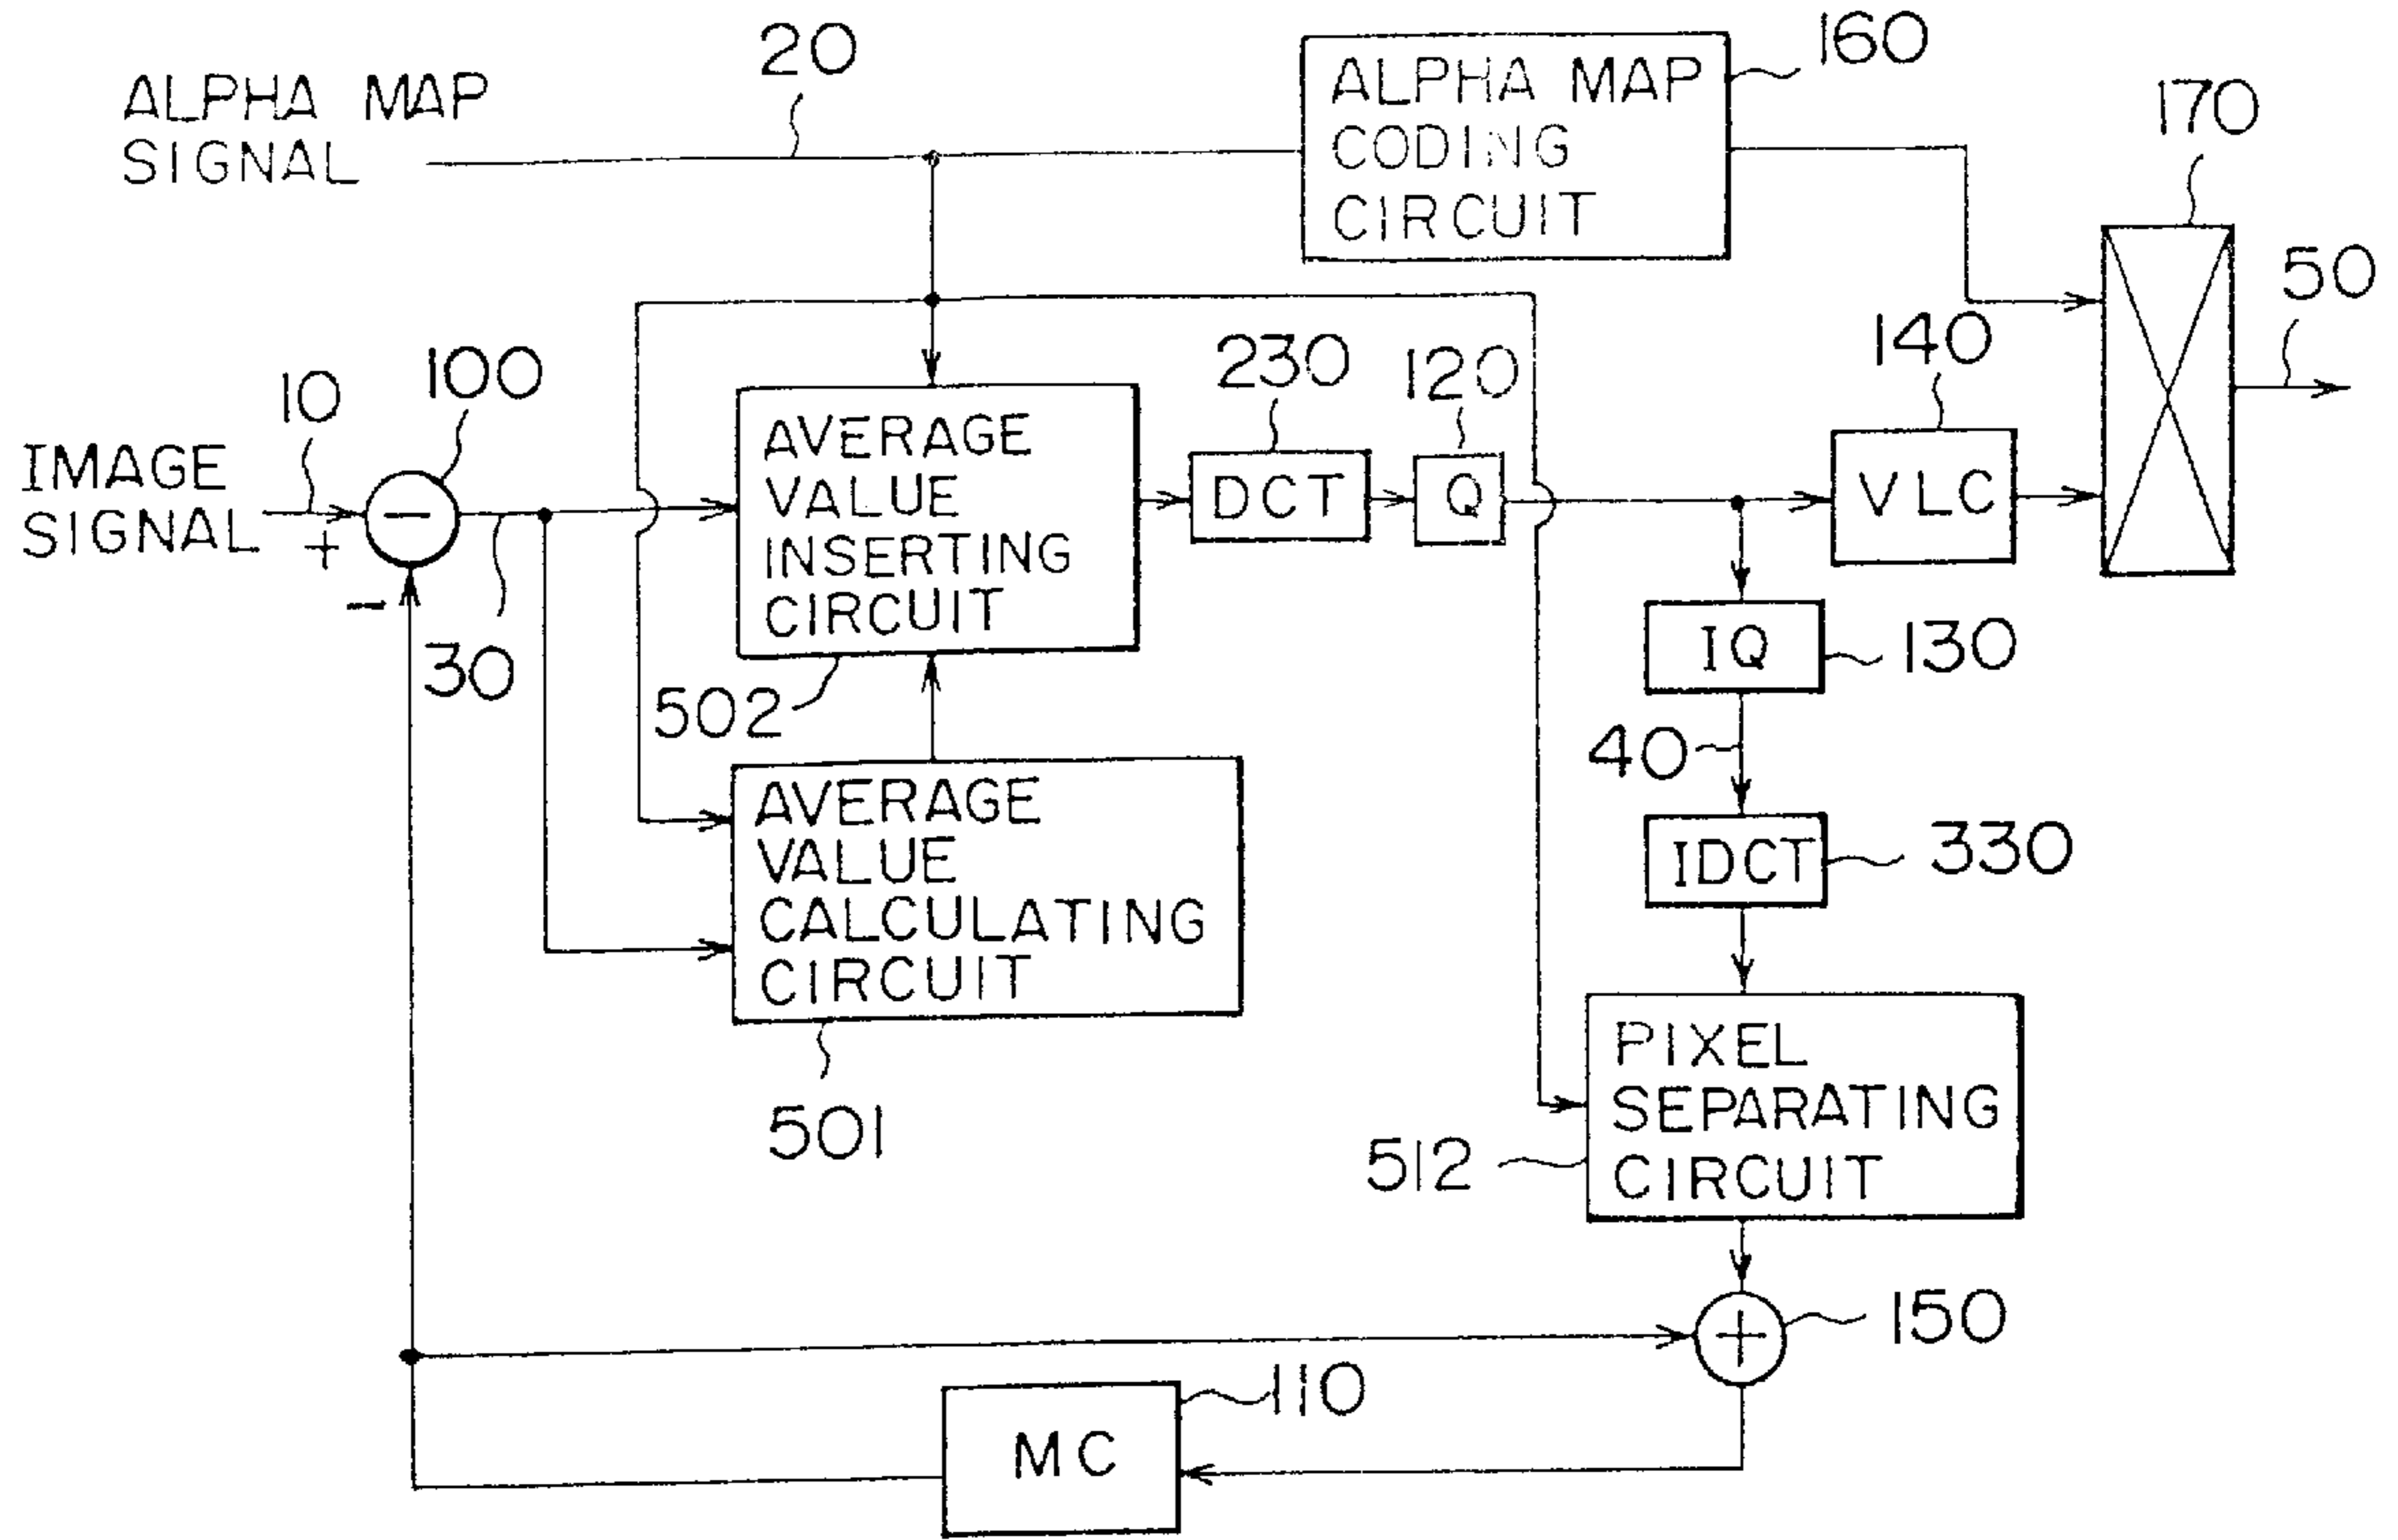 20
160
ALPHA MAP
SIGNAL
ALPHA MAP
CODING
CIRCUIT
170
50
10
100
230
120
140
IMAGE
SIGNAL
+
−
−
30
AVERAGE
VALUE
INSERTING
CIRCUIT
DCT
Q
VLC
502
IQ
130
40
AVERAGE
VALUE
CALCULATING
CIRCUIT
IDCT
330
501
PIXEL
SEPARATING
CIRCUIT
512
+
150
110
MC